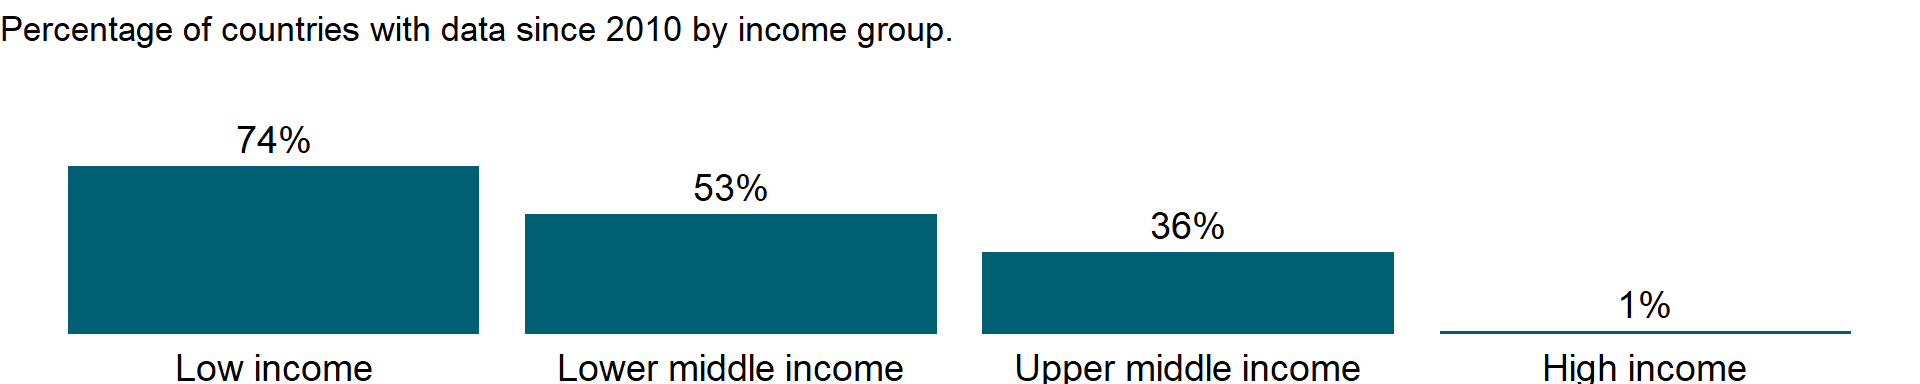 Percentage of countries with data since 2010 by income group.
74%
53%
36%
1%
Low income
Lower middle income
Upper middle income
High income